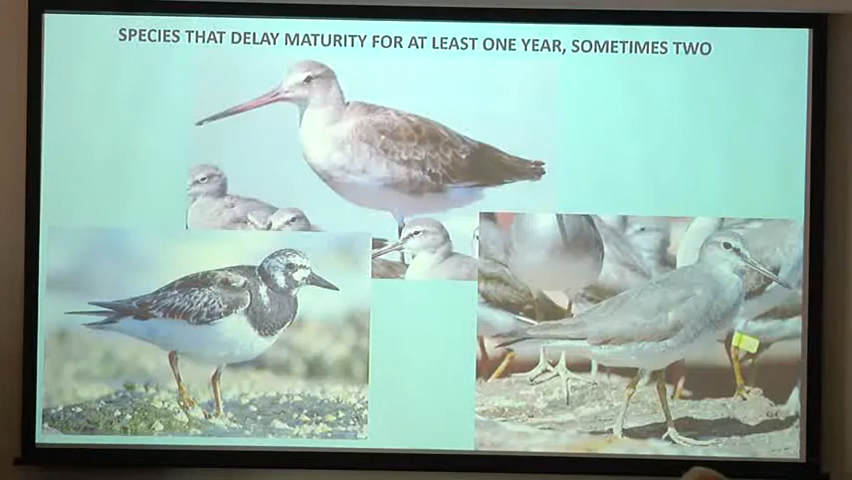 SPECIES THAT DELAY MATURITY FOR AT LEAST ONE YEAR, SOMETIMES TWO